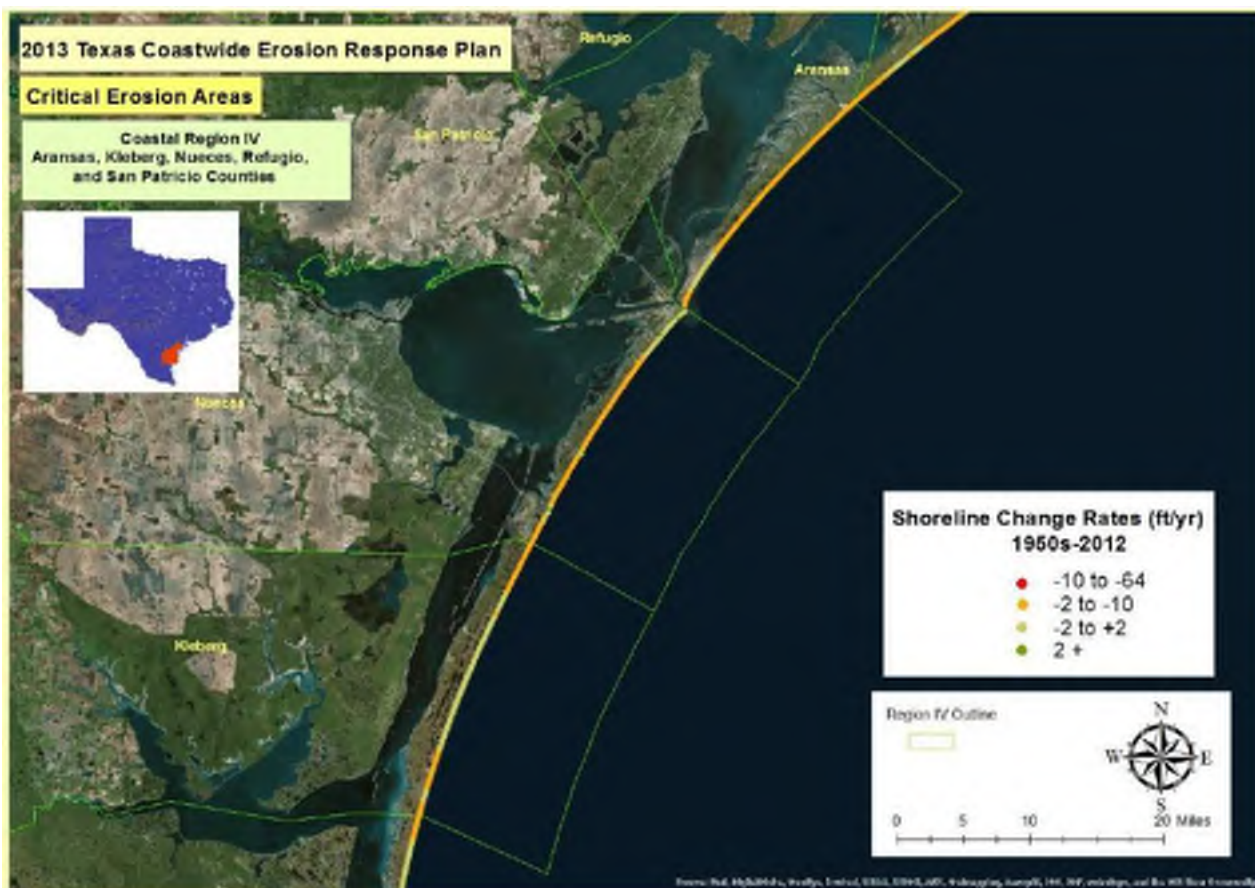 2013 Texas Coastwide Erosion Response Plan
Critical Erosion Areas
Coastal Region IV
Aransas, Kleberg, Nueces, Refugio,
and San Patricio Counties
Refugio
Aransas
San Patricio
Nueces
Kleberg
Shoreline Change Rates (ft/yr)
1950s-2012
-10 to -64
-2 to -10
-2 to +2
2 +
Region IV Outline
N
W E
S
0 5 10 20 Miles